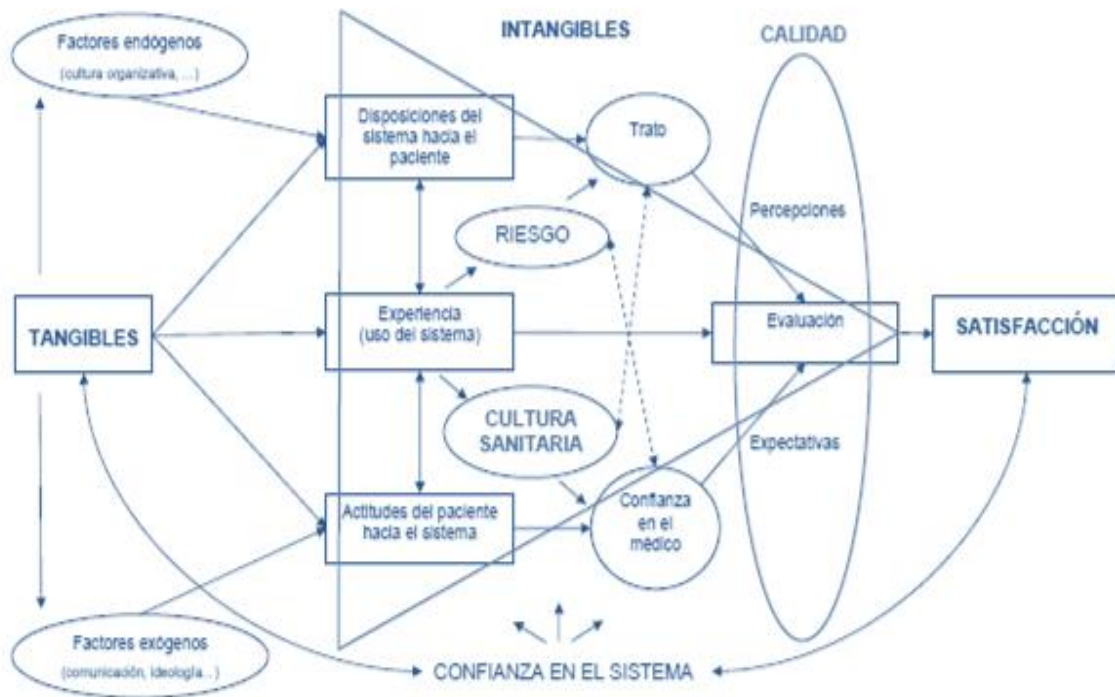 Factores endógenos
(cultura organizativa, ...)
INTANGIBLES
CALIDAD
Disposiciones del
sistema hacia el
paciente
Trato
RIESGO
Percepciones
TANGIBLES
Experiencia
(uso del sistema)
Evaluación
SATISFACCIÓN
CULTURA
SANITARIA
Expectativas
Actitudes del paciente
hacia el sistema
Confianza
en el
médico
Factores exógenos
(comunicación, ideología...)
CONFIANZA EN EL SISTEMA